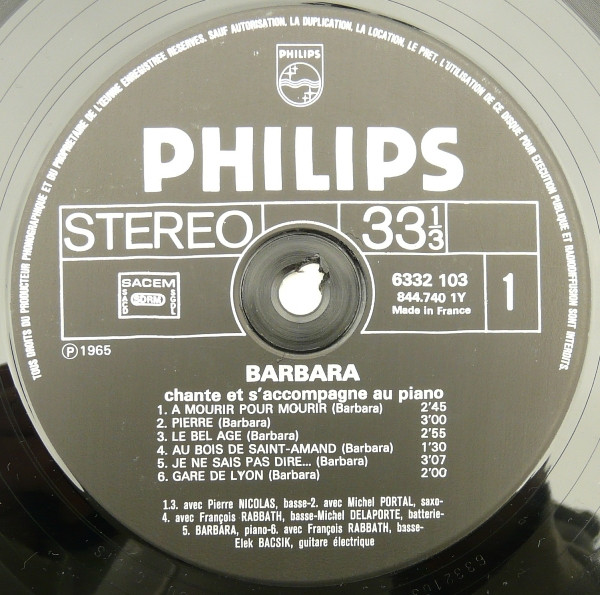 TOUS DROITS DU PRODUCTEUR PHONOGRAPHIQUE ET DU PROPRIETAIRE DE L'ŒUVRE ENREGISTREE RESERVES. SAUF AUTORISATION, LA DUPLICATION, LA LOCATION, LE PRET, L'UTILISATION DE CE DISQUE POUR EXECUTION PUBLIQUE ET RADIODIFFUSION SONT INTERDITS.
PHILIPS
PHILIPS
STEREO 33⅓
6332 103
844.740 1Y
Made in France
1
SACEM
SACD SDRM SGDL
℗ 1965
BARBARA
chante et s'accompagne au piano
1. A MOURIR POUR MOURIR (Barbara) 2'45
2. PIERRE (Barbara) 3'00
3. LE BEL AGE (Barbara) 2'55
4. AU BOIS DE SAINT-AMAND (Barbara) 1'30
5. JE NE SAIS PAS DIRE... (Barbara) 3'07
6. GARE DE LYON (Barbara) 2'00
1.3. avec Pierre NICOLAS, basse-2. avec Michel PORTAL, saxo-
4. avec François RABBATH, basse-Michel DELAPORTE, batterie-
5. BARBARA, piano-6. avec François RABBATH, basse-
Elek BACSIK, guitare électrique